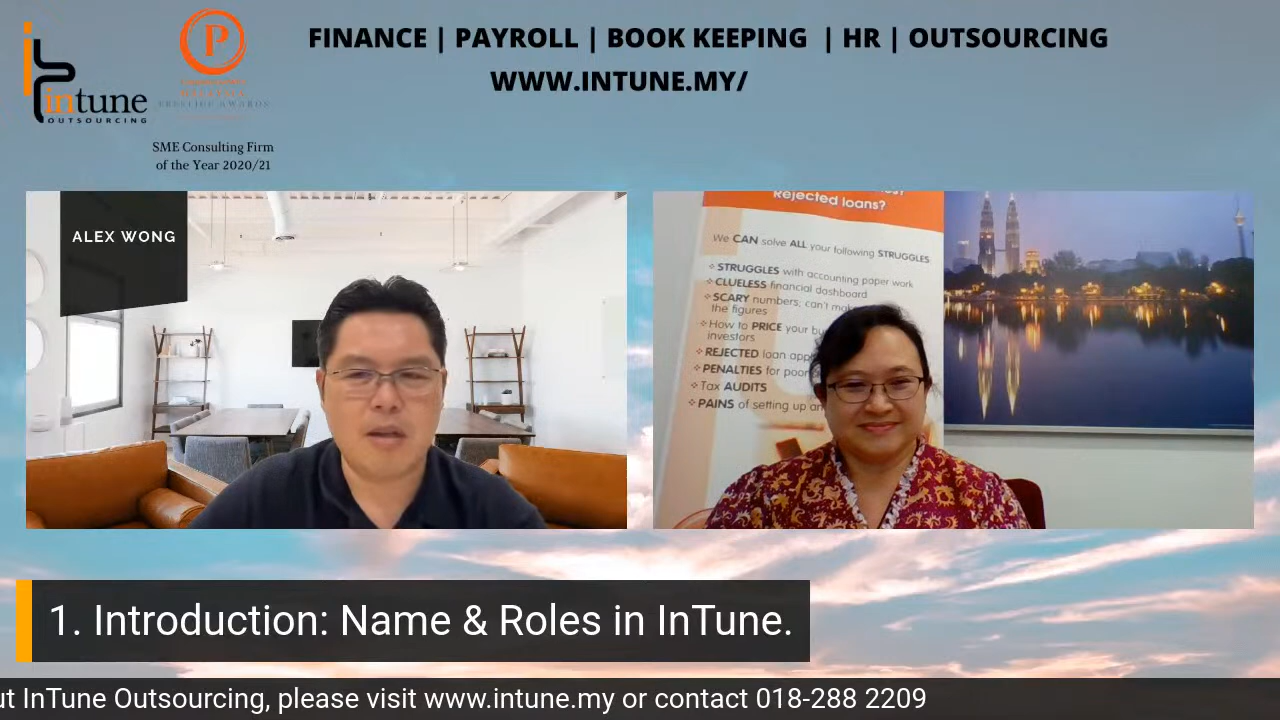 FINANCE | PAYROLL | BOOK KEEPING | HR | OUTSOURCING
WWW.INTUNE.MY/
intune
OUTSOURCING
P
PRESTIGE AWARDS
SME Consulting Firm
of the Year 2020/21
ALEX WONG
Rejected loans?
We CAN solve ALL your following STRUGGLES
STRUGGLES with accounting paper work
CLUELESS financial dashboard
SCARY numbers; can't
the figures
How to PRICE your
investors
REJECTED loan
PENALTIES for
Tax AUDITS
PAINS of setting up
1. Introduction: Name & Roles in InTune.
ut InTune Outsourcing, please visit www.intune.my or contact 018-288 2209